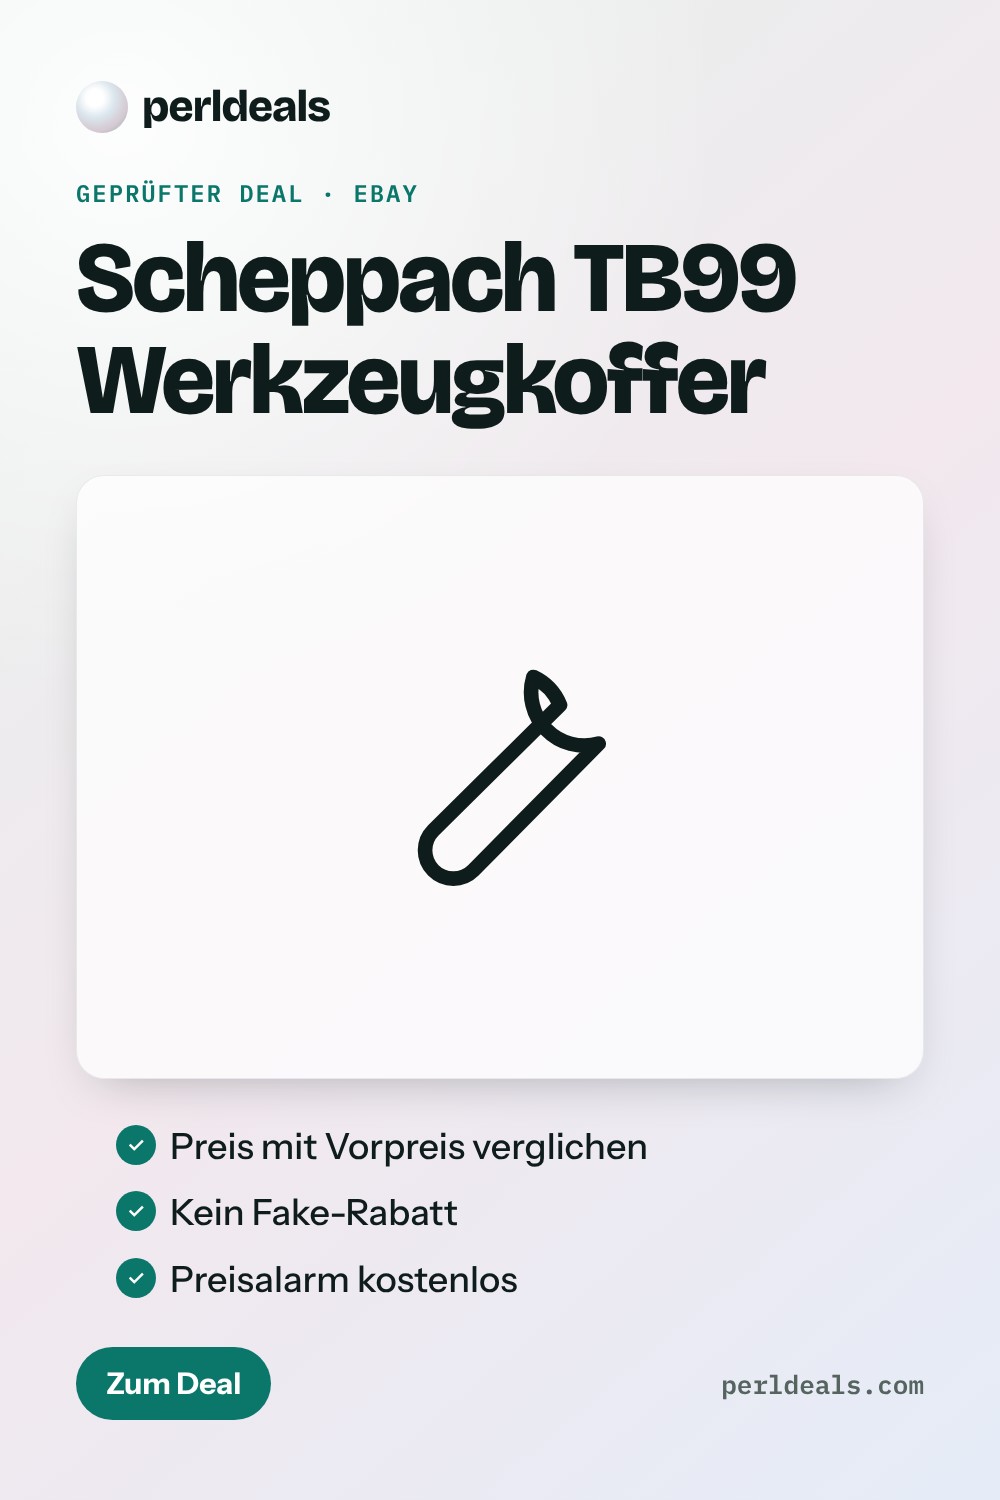 perldeals
GEPRÜFTER DEAL · EBAY
Scheppach TB99
Werkzeugkoffer
Preis mit Vorpreis verglichen
Kein Fake-Rabatt
Preisalarm kostenlos
Zum Deal
perldeals.com